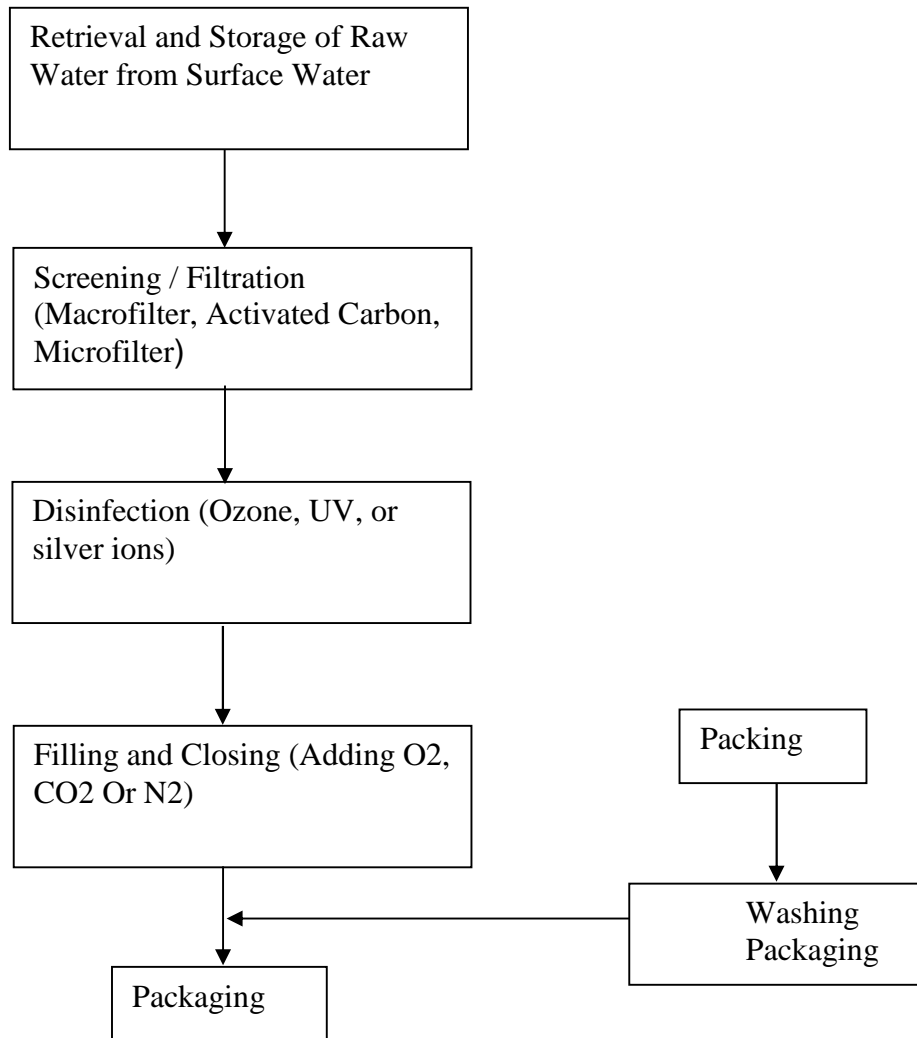 Retrieval and Storage of Raw
Water from Surface Water
Screening / Filtration
(Macrofilter, Activated Carbon,
Microfilter)
Disinfection (Ozone, UV, or
silver ions)
Filling and Closing (Adding O2,
CO2 Or N2)
Packing
Washing
Packaging
Packaging